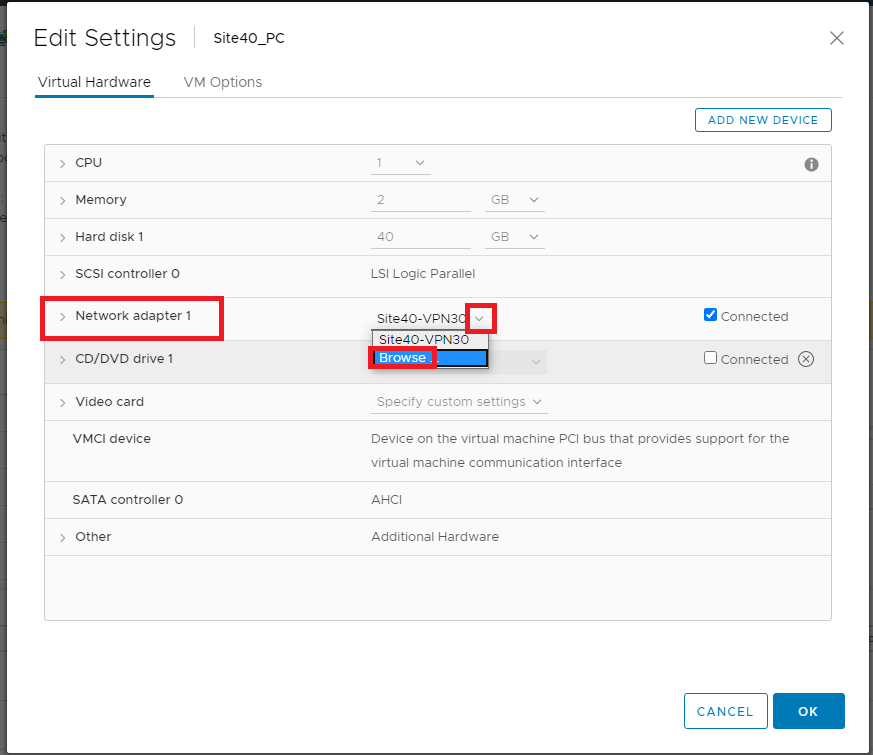 Edit Settings Site40_PC
Virtual Hardware VM Options
ADD NEW DEVICE
CPU 1
Memory 2 GB
Hard disk 1 40 GB
SCSI controller 0 LSI Logic Parallel
Network adapter 1 Site40-VPN30 Connected
Site40-VPN30
Browse
CD/DVD drive 1 Connected
Video card Specify custom settings
VMCI device Device on the virtual machine PCI bus that provides support for the
virtual machine communication interface
SATA controller 0 AHCI
Other Additional Hardware
CANCEL OK